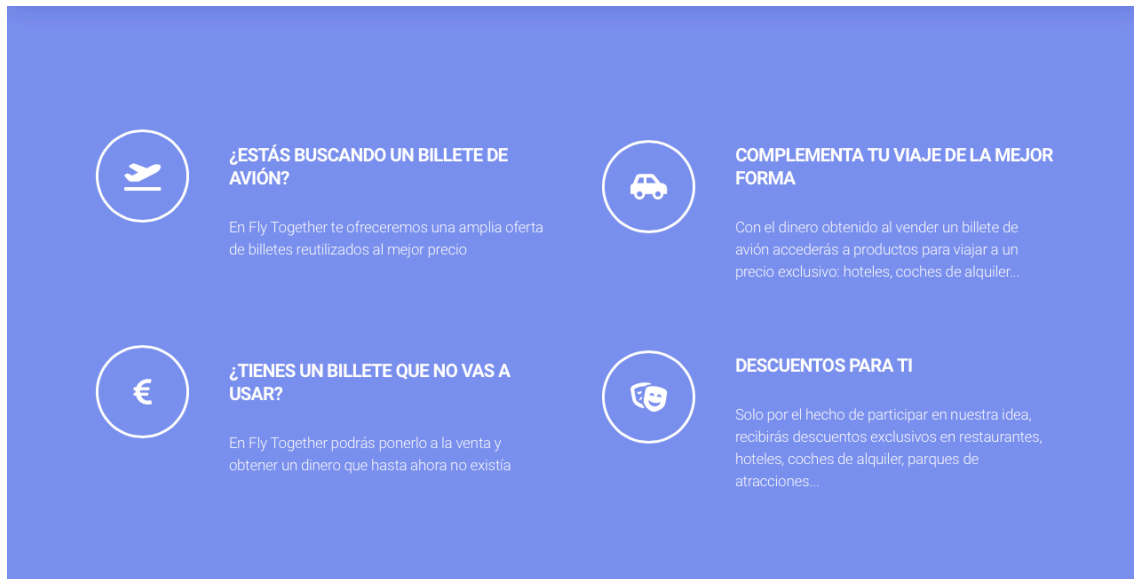 ¿ESTÁS BUSCANDO UN BILLETE DE
AVIÓN?
En Fly Together te ofreceremos una amplia oferta
de billetes reutilizados al mejor precio
COMPLEMENTA TU VIAJE DE LA MEJOR
FORMA
Con el dinero obtenido al vender un billete de
avión accederás a productos para viajar a un
precio exclusivo: hoteles, coches de alquiler...
¿TIENES UN BILLETE QUE NO VAS A
USAR?
En Fly Together podrás ponerlo a la venta y
obtener un dinero que hasta ahora no existía
DESCUENTOS PARA TI
Solo por el hecho de participar en nuestra idea,
recibirás descuentos exclusivos en restaurantes,
hoteles, coches de alquiler, parques de
atracciones...